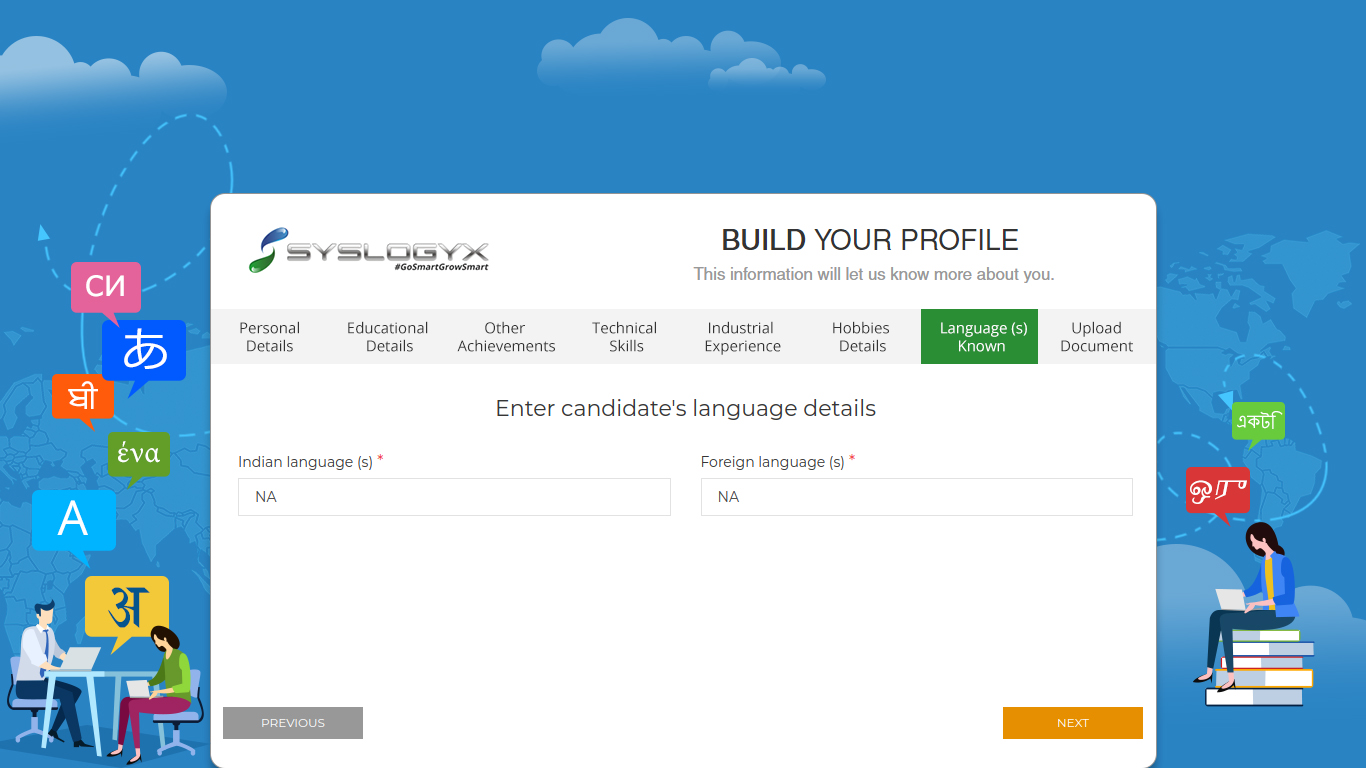 SYSLOGYX
#GoSmartGrowSmart
BUILD YOUR PROFILE
This information will let us know more about you.
Personal Details
Educational Details
Other Achievements
Technical Skills
Industrial Experience
Hobbies Details
Language (s) Known
Upload Document
Enter candidate's language details
Indian language (s) *
NA
Foreign language (s) *
NA
PREVIOUS
NEXT
СИ
あ
ਬੀ
ένα
A
अ
ഏകടി
ஒரு